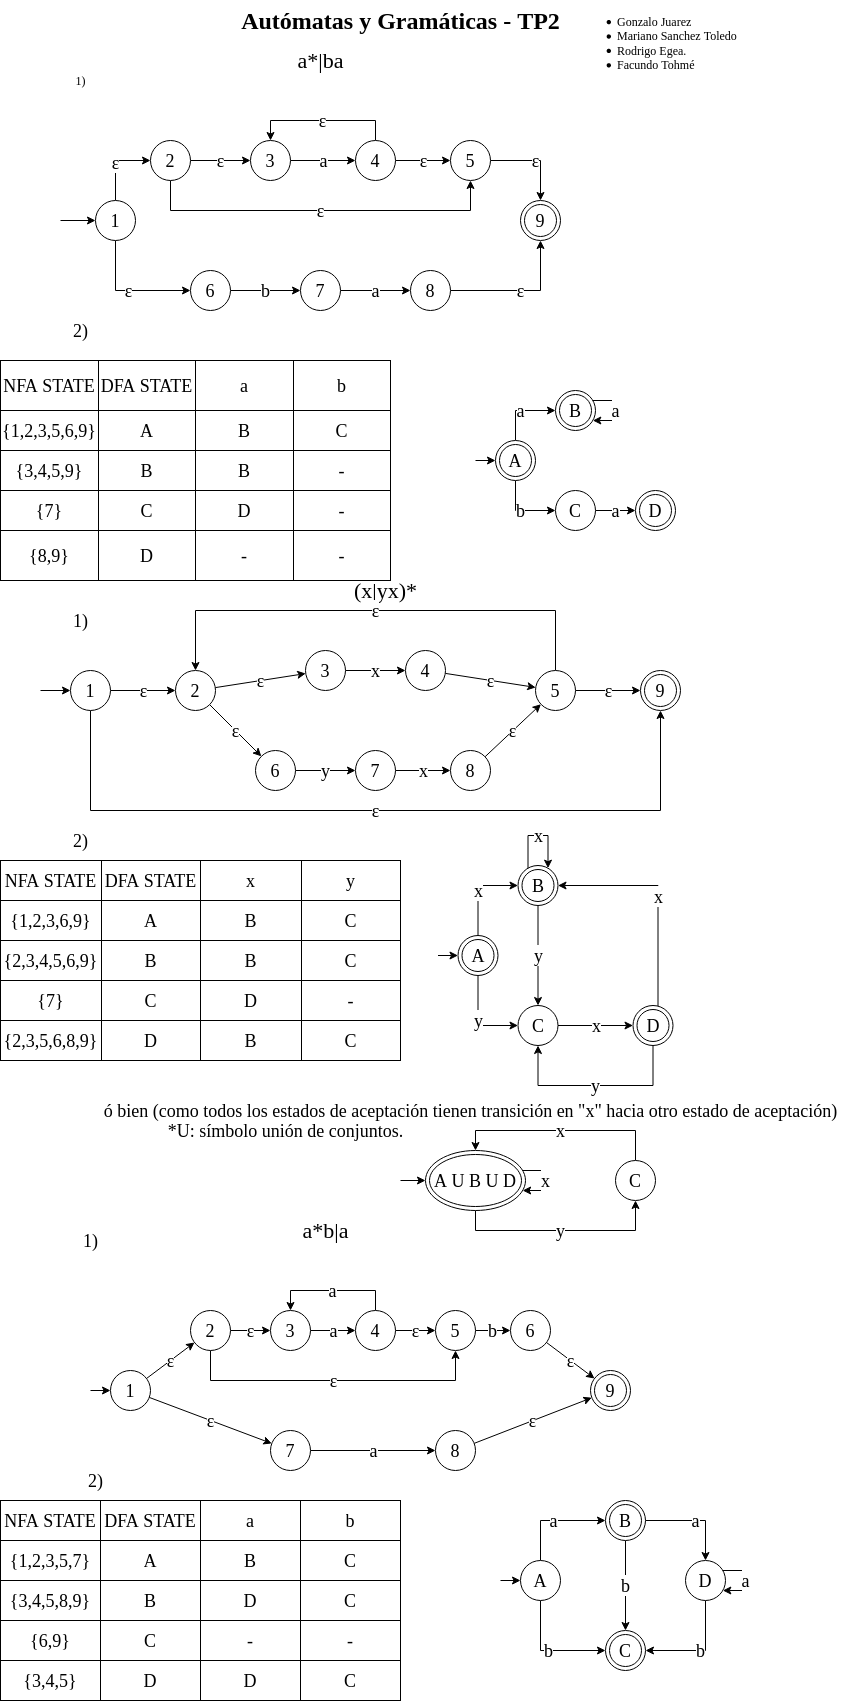 Autómatas y Gramáticas - TP2
• Gonzalo Juarez
• Mariano Sanchez Toledo
• Rodrigo Egea.
• Facundo Tohmé
a*|ba
1)
ε
ε 2 ε 3 a 4 ε 5 ε
ε
1 9
6 b 7 a 8
ε ε
2)
NFA STATE DFA STATE a b
{1,2,3,5,6,9} A B C
{3,4,5,9} B B -
{7} C D -
{8,9} D - -
a B a
A
b C a D
(x|yx)*
1)
ε
3 x 4
1 ε 2 ε ε 5 ε 9
ε ε
6 y 7 x 8
ε
2)
NFA STATE DFA STATE x y
{1,2,3,6,9} A B C
{2,3,4,5,6,9} B B C
{7} C D -
{2,3,5,6,8,9} D B C
x
x B x
A y
y C x D
y
ó bien (como todos los estados de aceptación tienen transición en "x" hacia otro estado de aceptación)
*U: símbolo unión de conjuntos.
x
A U B U D x C
y
a*b|a
1)
a
2 ε 3 a 4 ε 5 b 6
ε ε ε
1 9
ε ε
7 a 8
2)
NFA STATE DFA STATE a b
{1,2,3,5,7} A B C
{3,4,5,8,9} B D C
{6,9} C - -
{3,4,5} D D C
a B a
A b D a
b C b